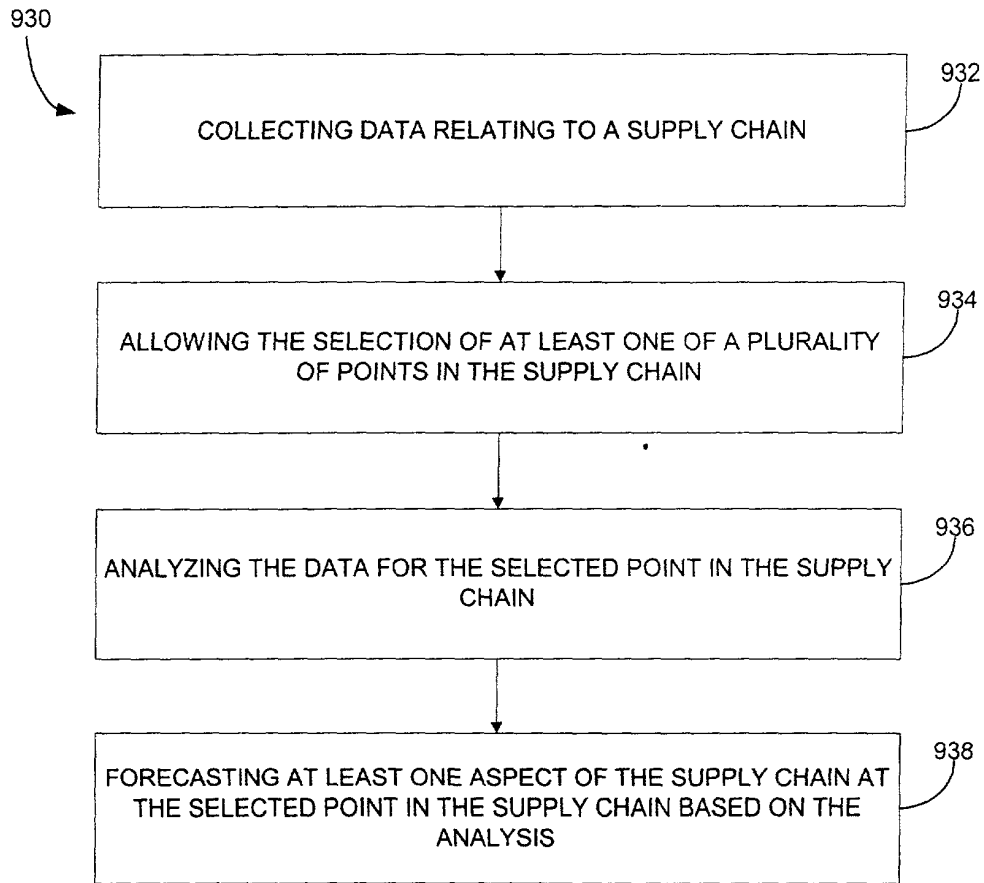 930
932
COLLECTING DATA RELATING TO A SUPPLY CHAIN
934
ALLOWING THE SELECTION OF AT LEAST ONE OF A PLURALITY
OF POINTS IN THE SUPPLY CHAIN
936
ANALYZING THE DATA FOR THE SELECTED POINT IN THE SUPPLY
CHAIN
938
FORECASTING AT LEAST ONE ASPECT OF THE SUPPLY CHAIN AT
THE SELECTED POINT IN THE SUPPLY CHAIN BASED ON THE
ANALYSIS